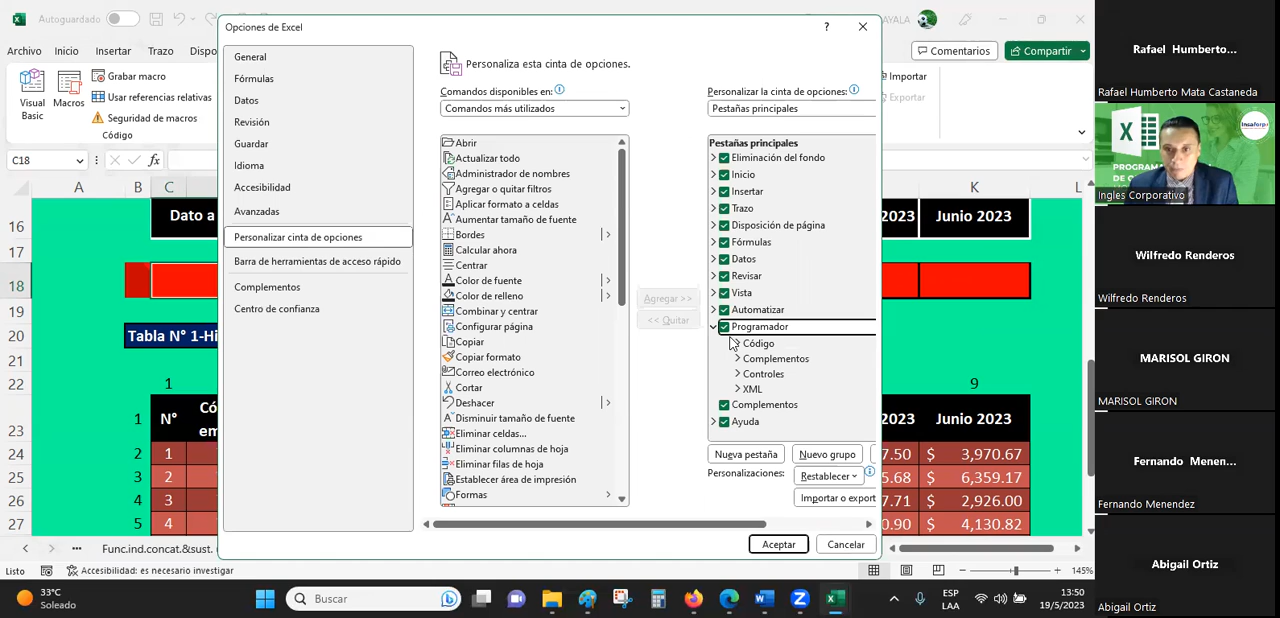 Autoguardado
Opciones de Excel
?
AYALA
Archivo
Inicio
Insertar
Trazo
Dispo
Comentarios
Compartir
Visual Basic
Macros
Grabar macro
Usar referencias relativas
Seguridad de macros
Código
Importar
Exportar
C18
fx
A
B
C
K
L
16
Dato a
2023
Junio 2023
17
18
19
20
Tabla N° 1-Hi
21
22
1
9
23
1
N°
Có
em
2023
Junio 2023
24
2
1
7.50
$ 3,970.67
25
3
2
5.68
$ 6,359.17
26
4
3
7.71
$ 2,926.00
27
5
4
0.90
$ 4,130.82
General
Fórmulas
Datos
Revisión
Guardar
Idioma
Accesibilidad
Avanzadas
Personalizar cinta de opciones
Barra de herramientas de acceso rápido
Complementos
Centro de confianza
Personaliza esta cinta de opciones.
Comandos disponibles en:
Comandos más utilizados
Abrir
Actualizar todo
Administrador de nombres
Agregar o quitar filtros
Aplicar formato a celdas
Aumentar tamaño de fuente
Bordes
Calcular ahora
Centrar
Color de fuente
Color de relleno
Combinar y centrar
Configurar página
Copiar
Copiar formato
Correo electrónico
Cortar
Deshacer
Disminuir tamaño de fuente
Eliminar celdas...
Eliminar columnas de hoja
Eliminar filas de hoja
Establecer área de impresión
Formas
Agregar >>
<< Quitar
Personalizar la cinta de opciones:
Pestañas principales
Pestañas principales
Eliminación del fondo
Inicio
Insertar
Trazo
Disposición de página
Fórmulas
Datos
Revisar
Vista
Automatizar
Programador
Código
Complementos
Controles
XML
Complementos
Ayuda
Nueva pestaña
Nuevo grupo
Personalizaciones:
Restablecer
Importar o export
Aceptar
Cancelar
Func.ind.concat.&sust.
Listo
Accesibilidad: es necesario investigar
145%
33°C
Soleado
Buscar
ESP
LAA
13:50
19/5/2023
Rafael Humberto...
Rafael Humberto Mata Castaneda
Insaforp
Ingles Corporativo
Wilfredo Renderos
Wilfredo Renderos
MARISOL GIRON
MARISOL GIRON
Fernando Menen...
Fernando Menendez
Abigail Ortiz
Abigail Ortiz